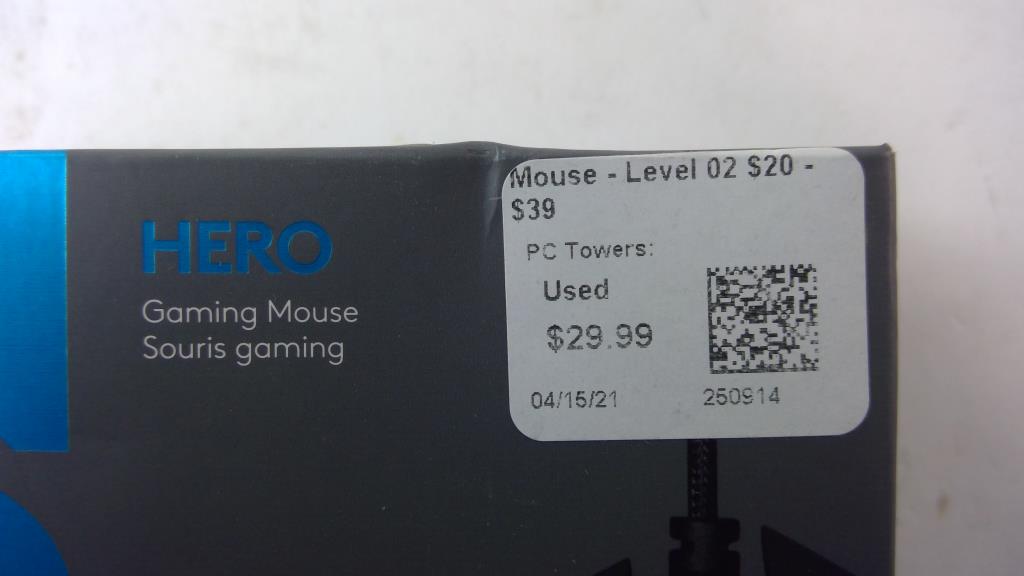 HERO
Gaming Mouse
Souris gaming
Mouse - Level 02 $20 -
$39
PC Towers:
Used
$29.99
04/15/21
250914